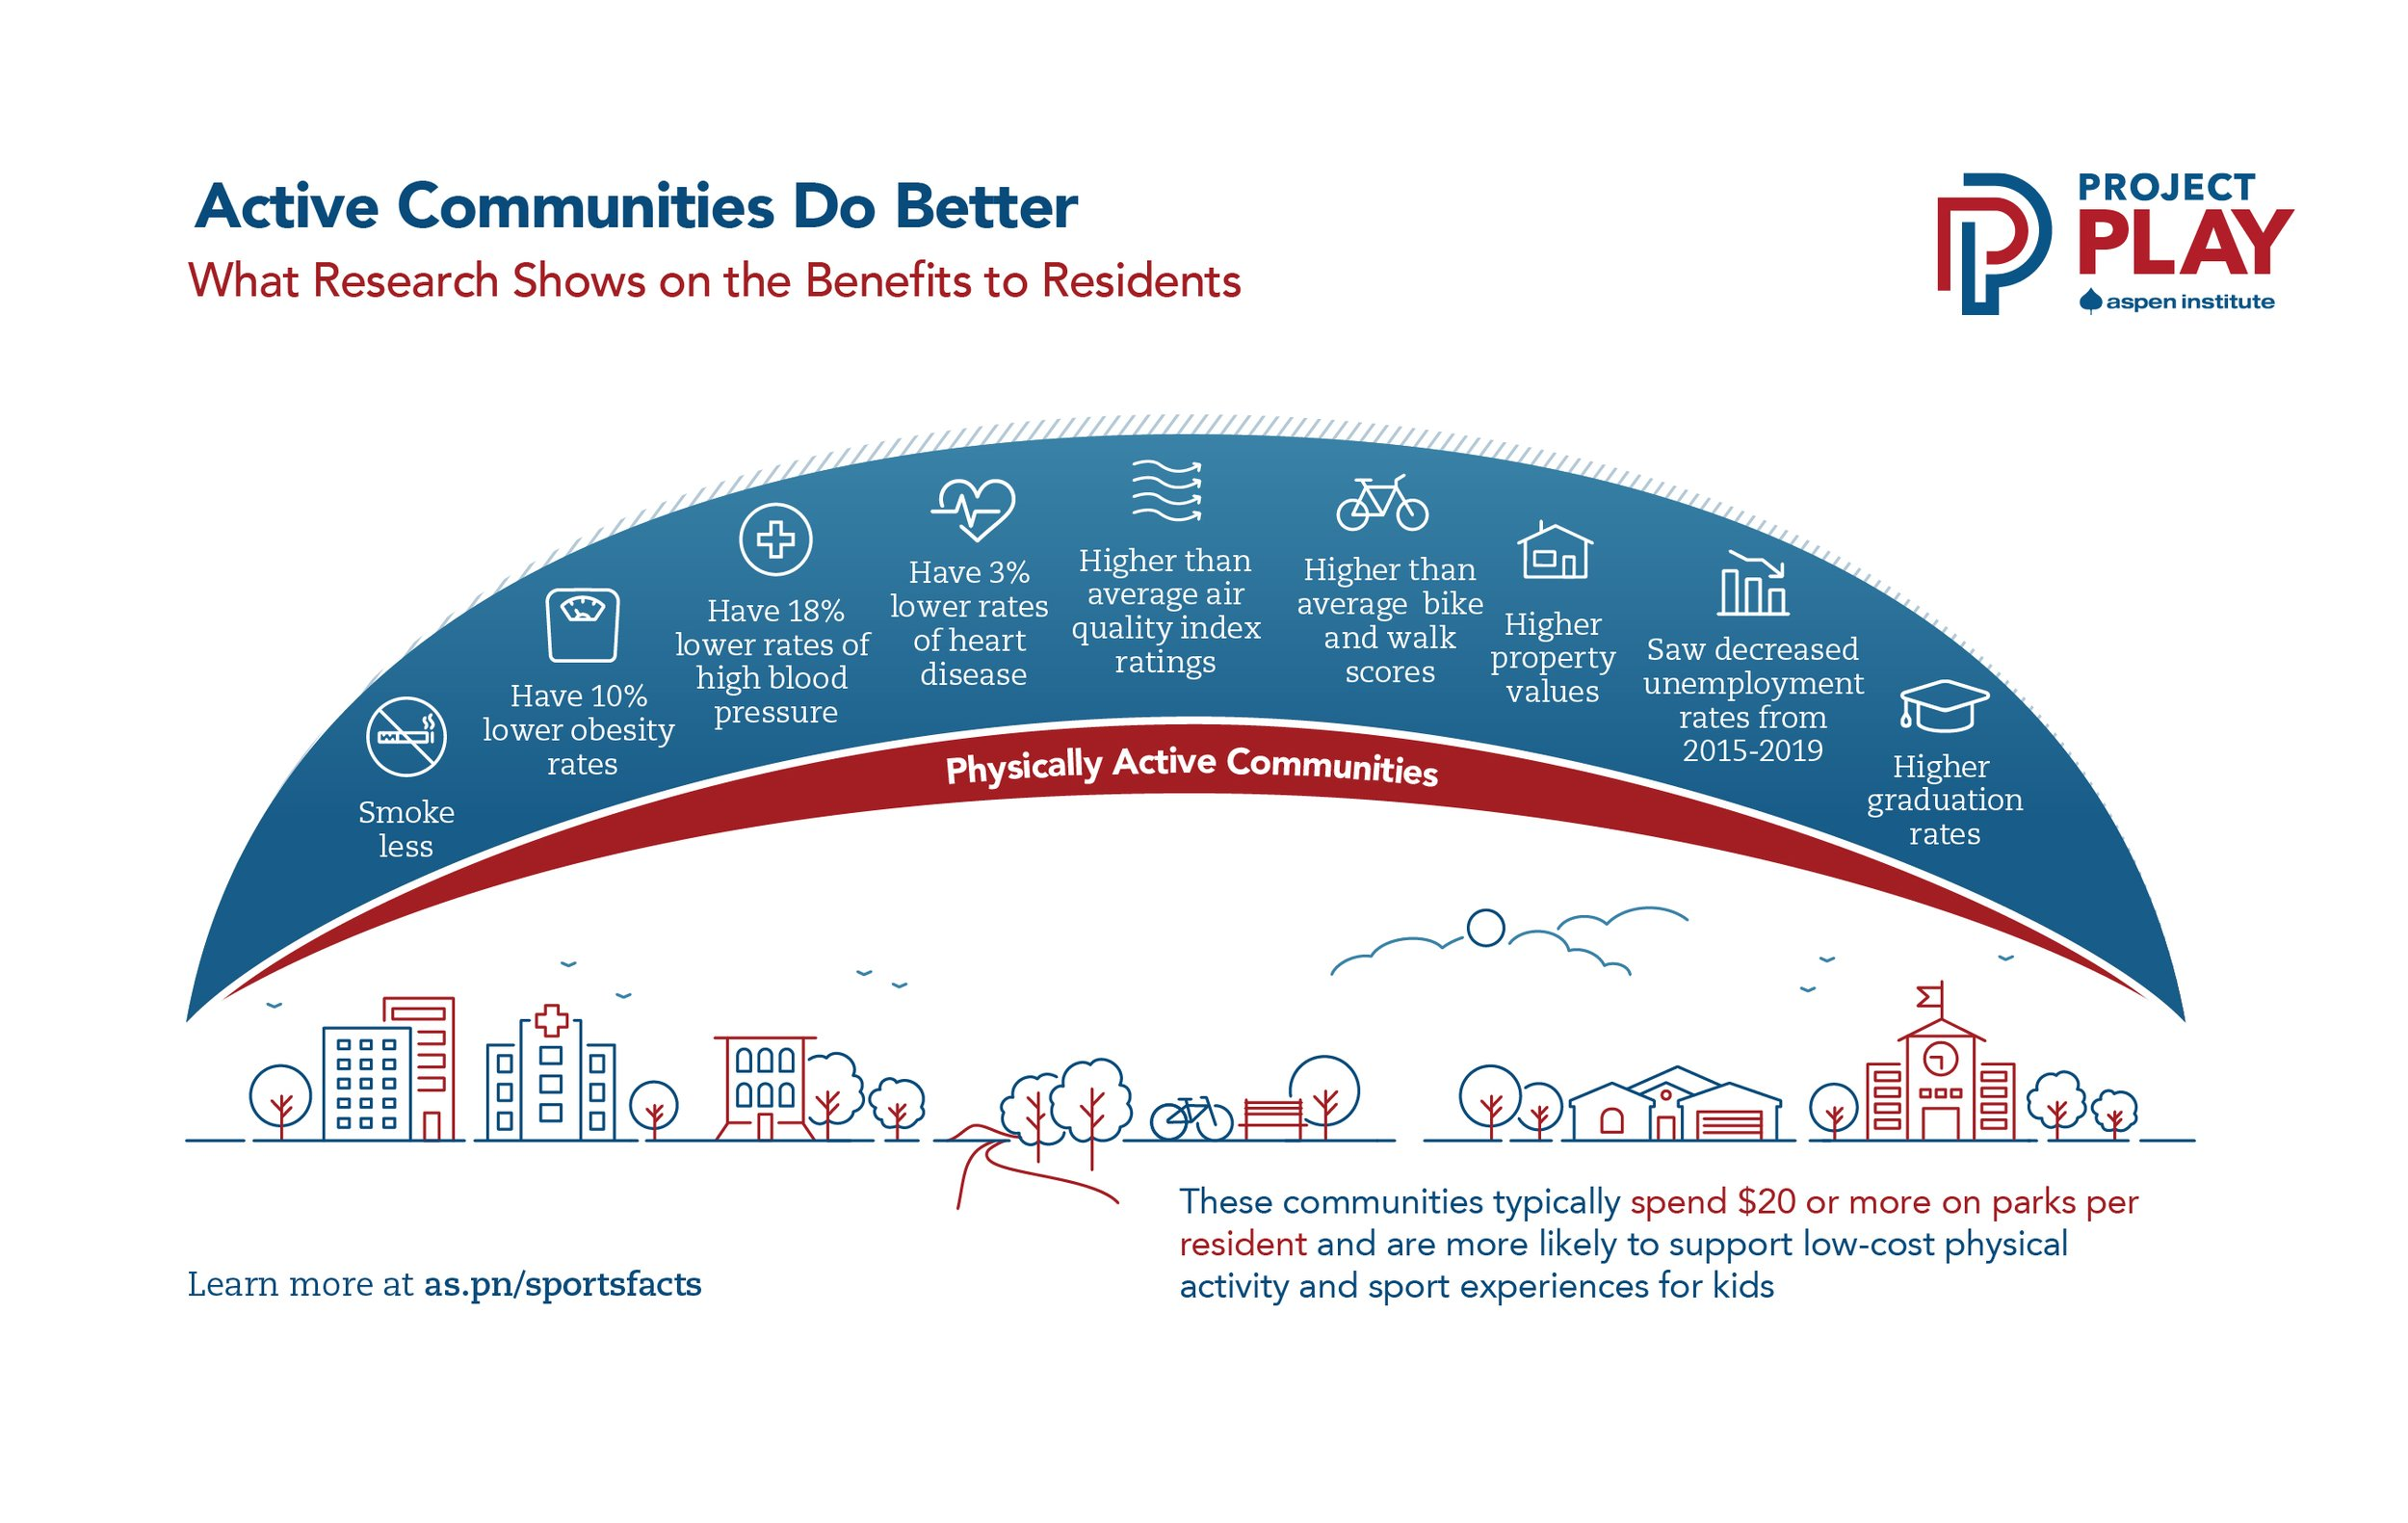 Active Communities Do Better
What Research Shows on the Benefits to Residents
PROJECT
PLAY
aspen institute
Smoke
less
Have 10%
lower obesity
rates
Have 18%
lower rates of
high blood
pressure
Have 3%
lower rates
of heart
disease
Higher than
average air
quality index
ratings
Higher than
average bike
and walk
scores
Higher
property
values
Saw decreased
unemployment
rates from
2015-2019
Higher
graduation
rates
Physically Active Communities
These communities typically spend $20 or more on parks per
resident and are more likely to support low-cost physical
activity and sport experiences for kids
Learn more at as.pn/sportsfacts